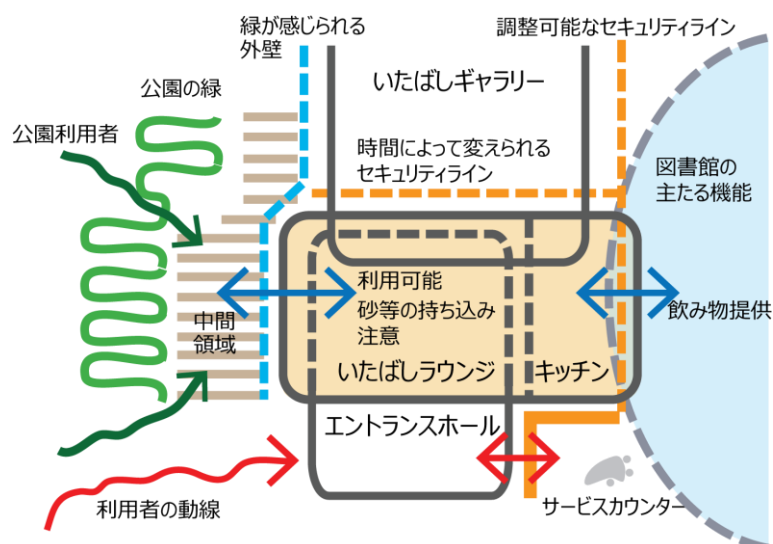 緑が感じられる
外壁
調整可能なセキュリティライン
いたばしギャラリー
公園の緑
公園利用者
時間によって変えられる
セキュリティライン
図書館の
主たる機能
利用可能
砂等の持ち込み
注意
中間
領域
飲み物提供
いたばしラウンジ
キッチン
エントランスホール
利用者の動線
サービスカウンター